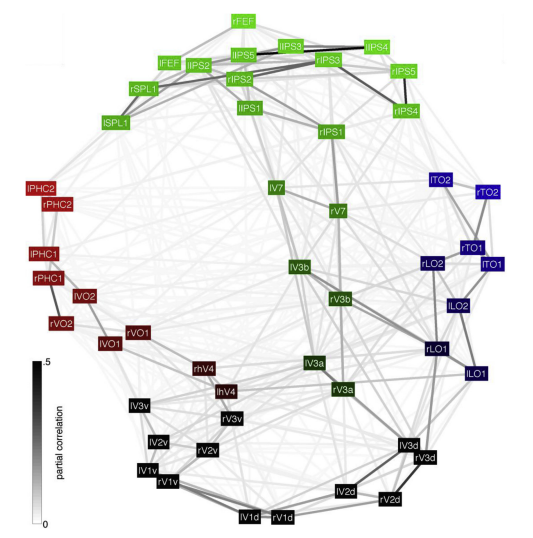 rFEF
lIPS3
lIPS4
lIPS5
rIPS3
lFEF
lIPS2
rIPS5
rIPS2
rSPL1
lIPS1
rIPS4
lSPL1
rIPS1
lTO2
lPHC2
lV7
rTO2
rPHC2
rV7
rTO1
lPHC1
rLO2
lTO1
lV3b
rPHC1
lVO2
rV3b
lLO2
rVO2
rVO1
lVO1
rLO1
lV3a
rhV4
lLO1
lhV4
rV3a
.5
lV3v
rV3v
partial correlation
lV2v
rV2v
lV3d
rV3d
lV1v
rV1v
lV2d
rV2d
lV1d
rV1d
0